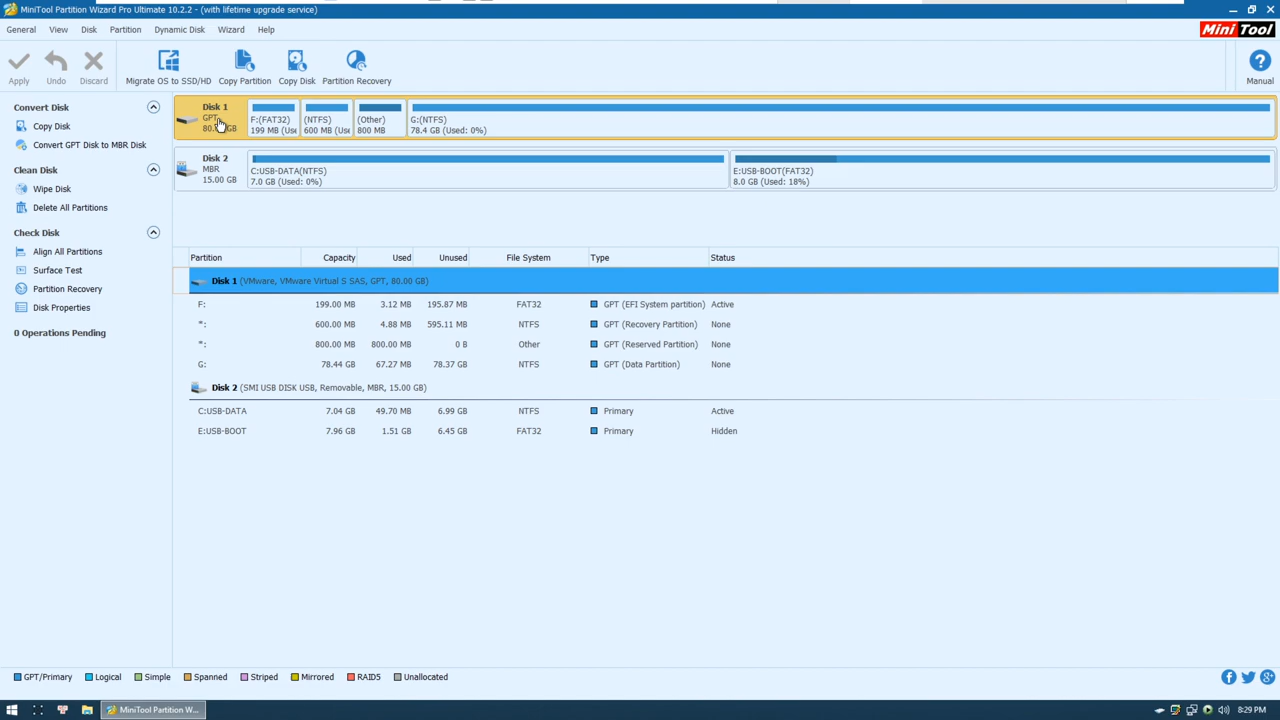 MiniTool Partition Wizard Pro Ultimate 10.2.2 - (with lifetime upgrade service)
General View Disk Partition Dynamic Disk Wizard Help
Mini Tool
Apply Undo Discard Migrate OS to SSD/HD Copy Partition Copy Disk Partition Recovery Manual
Convert Disk
Copy Disk
Convert GPT Disk to MBR Disk
Clean Disk
Wipe Disk
Delete All Partitions
Check Disk
Align All Partitions
Surface Test
Partition Recovery
Disk Properties
0 Operations Pending
Disk 1
GPT
F:(FAT32) (NTFS) (Other) G:(NTFS)
199 MB (Use 600 MB (Use 800 MB 78.4 GB (Used: 0%)
Disk 2
MBR
15.00 GB
C:USB-DATA(NTFS) E:USB-BOOT(FAT32)
7.0 GB (Used: 0%) 8.0 GB (Used: 18%)
Partition Capacity Used Unused File System Type Status
Disk 1 (VMware, VMware Virtual S SAS, GPT, 80.00 GB)
F: 199.00 MB 3.12 MB 195.87 MB FAT32 GPT (EFI System partition) Active
*: 600.00 MB 4.88 MB 595.11 MB NTFS GPT (Recovery Partition) None
*: 800.00 MB 800.00 MB 0 B Other GPT (Reserved Partition) None
G: 78.44 GB 67.27 MB 78.37 GB NTFS GPT (Data Partition) None
Disk 2 (SMI USB DISK USB, Removable, MBR, 15.00 GB)
C:USB-DATA 7.04 GB 49.70 MB 6.99 GB NTFS Primary Active
E:USB-BOOT 7.96 GB 1.51 GB 6.45 GB FAT32 Primary Hidden
GPT/Primary Logical Simple Spanned Striped Mirrored RAID5 Unallocated
MiniTool Partition W... 8:29 PM